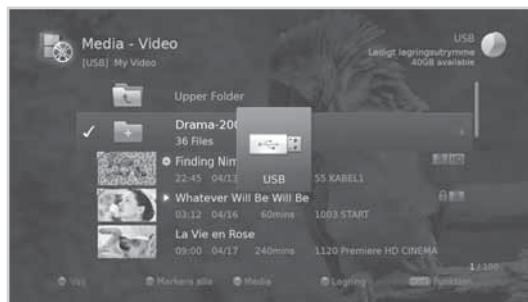 Media - Video
[USB] My Video
USB
Ledigt lagringsutrymme
40GB available
Upper Folder
Drama-200
36 Files
USB
Finding Nim
22:45 04/13 55 KABEL1
Whatever Will Be Will Be
03:12 04/16 60mins 1003 START
La Vie en Rose
09:00 04/17 240mins 1120 Premiere HD CINEMA
1/100
Välj Markera alla Media Lagring Funktion